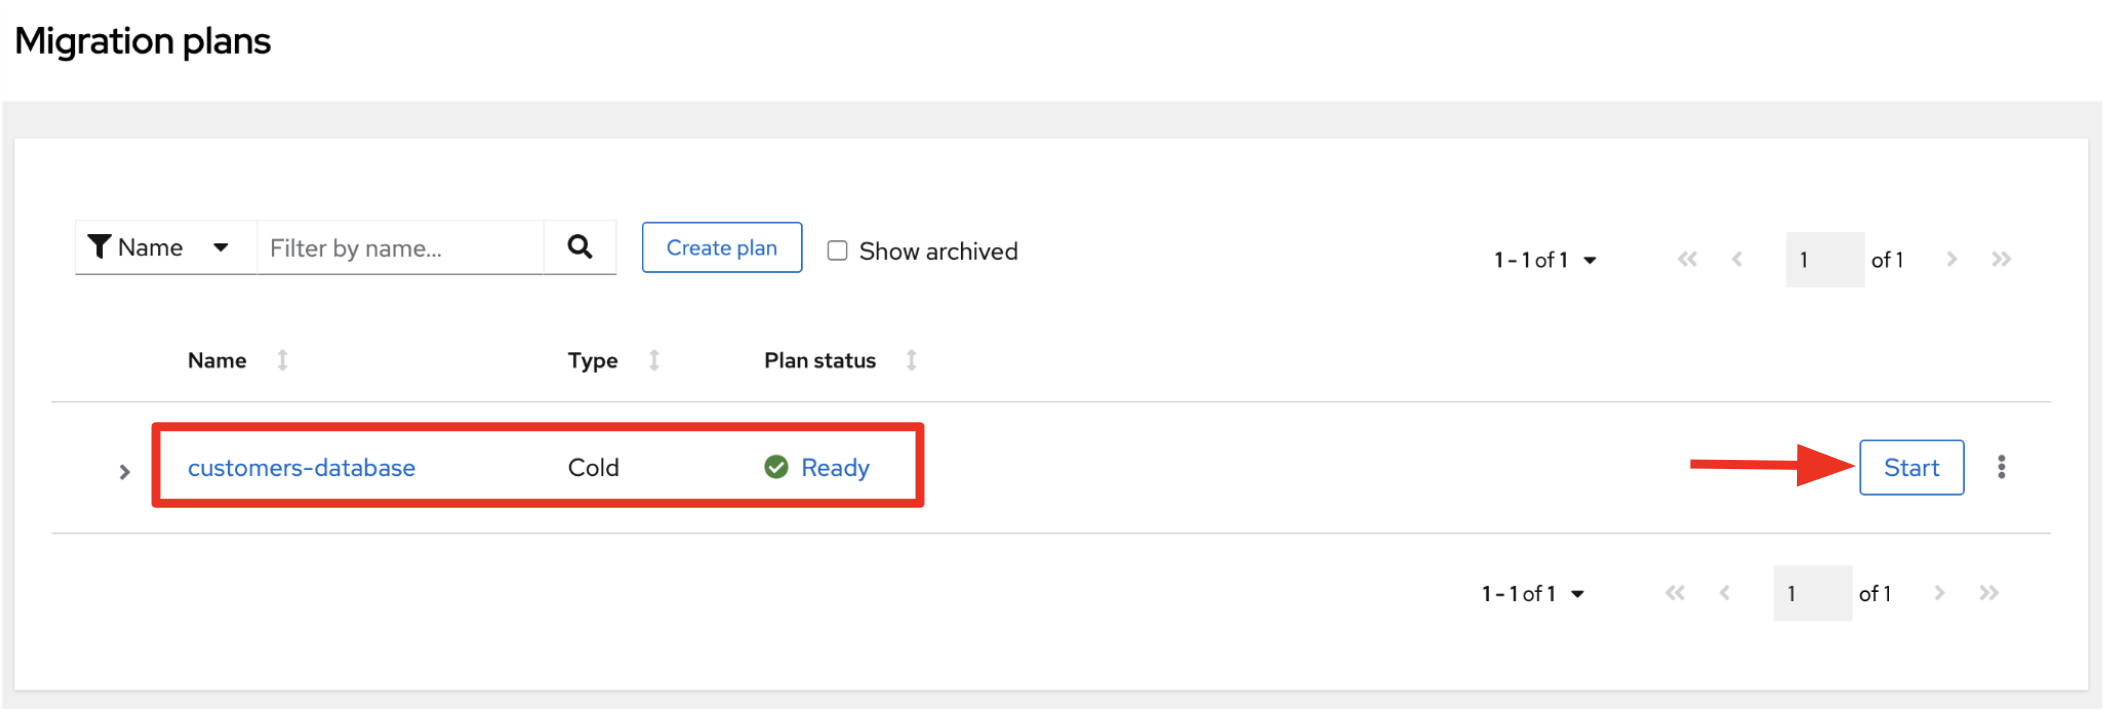 Migration plans
Name Filter by name... Create plan Show archived 1 - 1 of 1 1 of 1
Name Type Plan status
customers-database Cold Ready Start
1 - 1 of 1 1 of 1